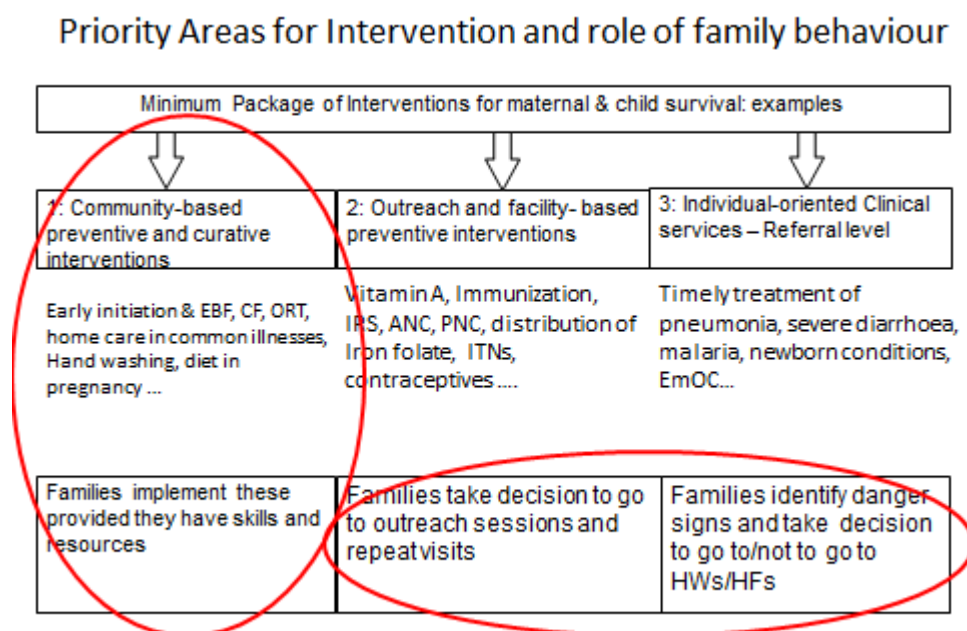 Priority Areas for Intervention and role of family behaviour
Minimum Package of Interventions for maternal & child survival: examples
1: Community-based
preventive and curative
interventions
2: Outreach and facility- based
preventive interventions
3: Individual-oriented Clinical
services – Referral level
Early initiation & EBF, CF, ORT,
home care in common illnesses,
Hand washing, diet in
pregnancy ...
Vitamin A, Immunization,
IRS, ANC, PNC, distribution of
Iron folate, ITNs,
contraceptives ....
Timely treatment of
pneumonia, severe diarrhoea,
malaria, newborn conditions,
EmOC...
Families implement these
provided they have skills and
resources
Families take decision to go
to outreach sessions and
repeat visits
Families identify danger
signs and take decision
to go to/not to go to
HWs/HFs